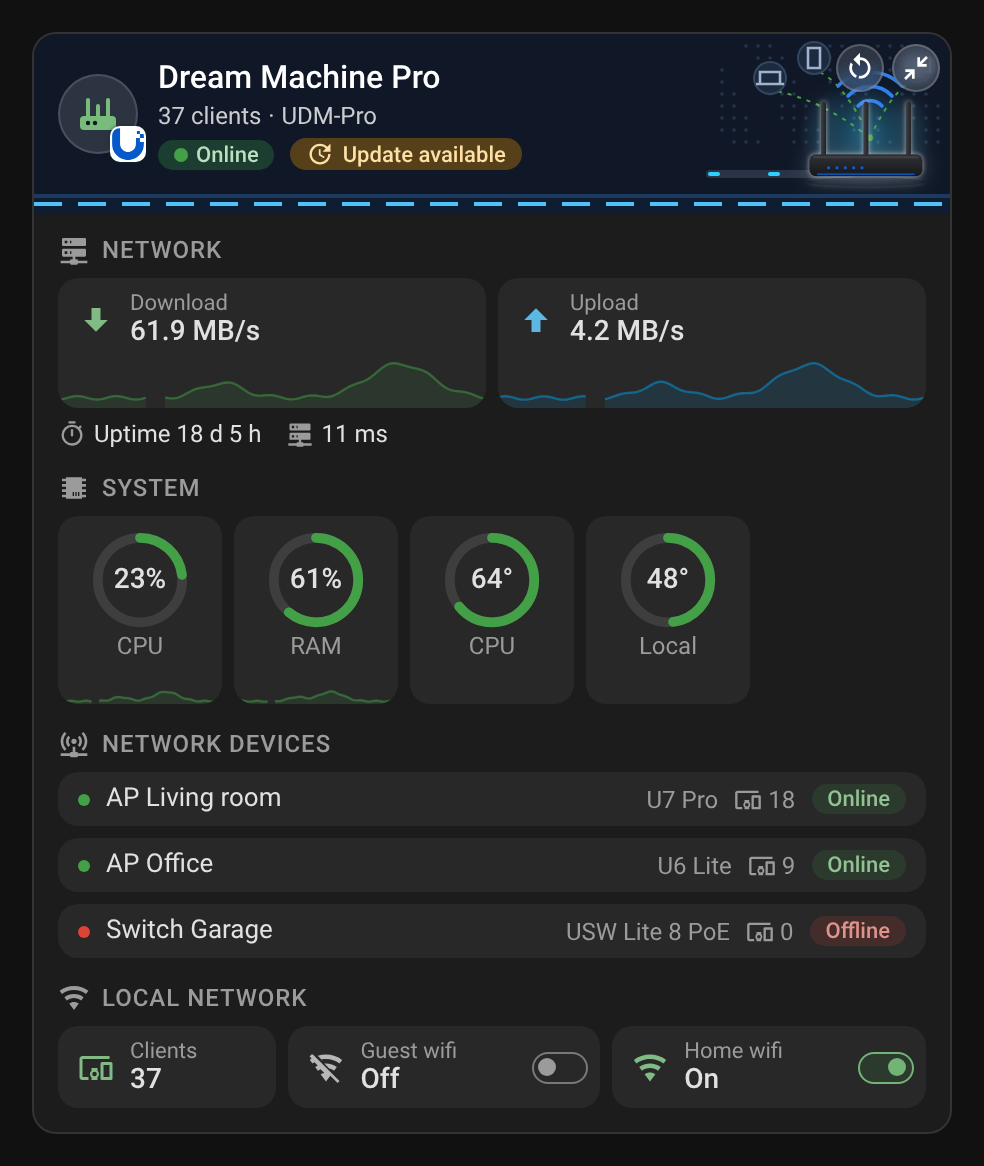 Dream Machine Pro
37 clients · UDM-Pro
Online
Update available
NETWORK
Download
61.9 MB/s
Upload
4.2 MB/s
Uptime 18 d 5 h
11 ms
SYSTEM
23%
CPU
61%
RAM
64°
CPU
48°
Local
NETWORK DEVICES
AP Living room
U7 Pro
18
Online
AP Office
U6 Lite
9
Online
Switch Garage
USW Lite 8 PoE
0
Offline
LOCAL NETWORK
Clients
37
Guest wifi
Off
Home wifi
On